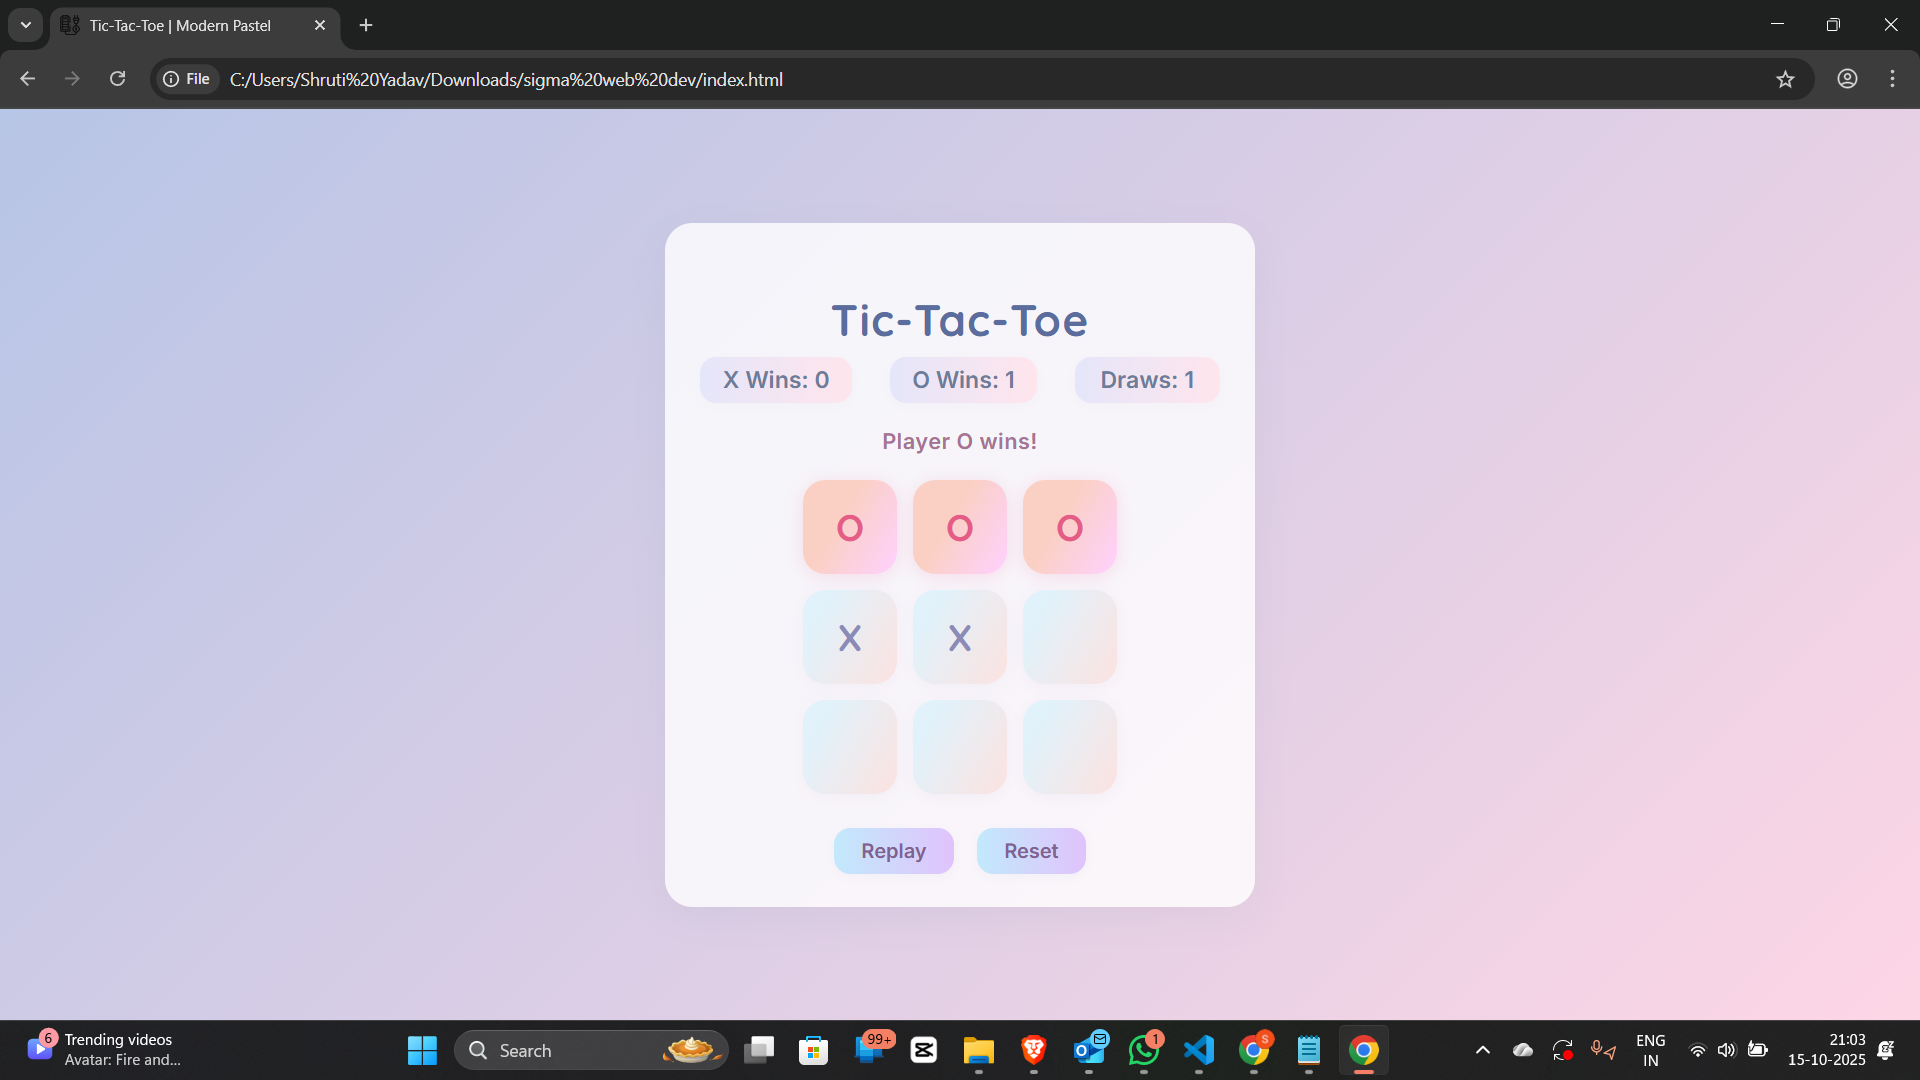 Tic-Tac-Toe | Modern Pastel
File
C:/Users/Shruti%20Yadav/Downloads/sigma%20web%20dev/index.html
Tic-Tac-Toe
X Wins: 0
O Wins: 1
Draws: 1
Player O wins!
O O O
X X
Replay
Reset
6
Trending videos
Avatar: Fire and...
Search
99+
1
S
ENG
IN
21:03
15-10-2025